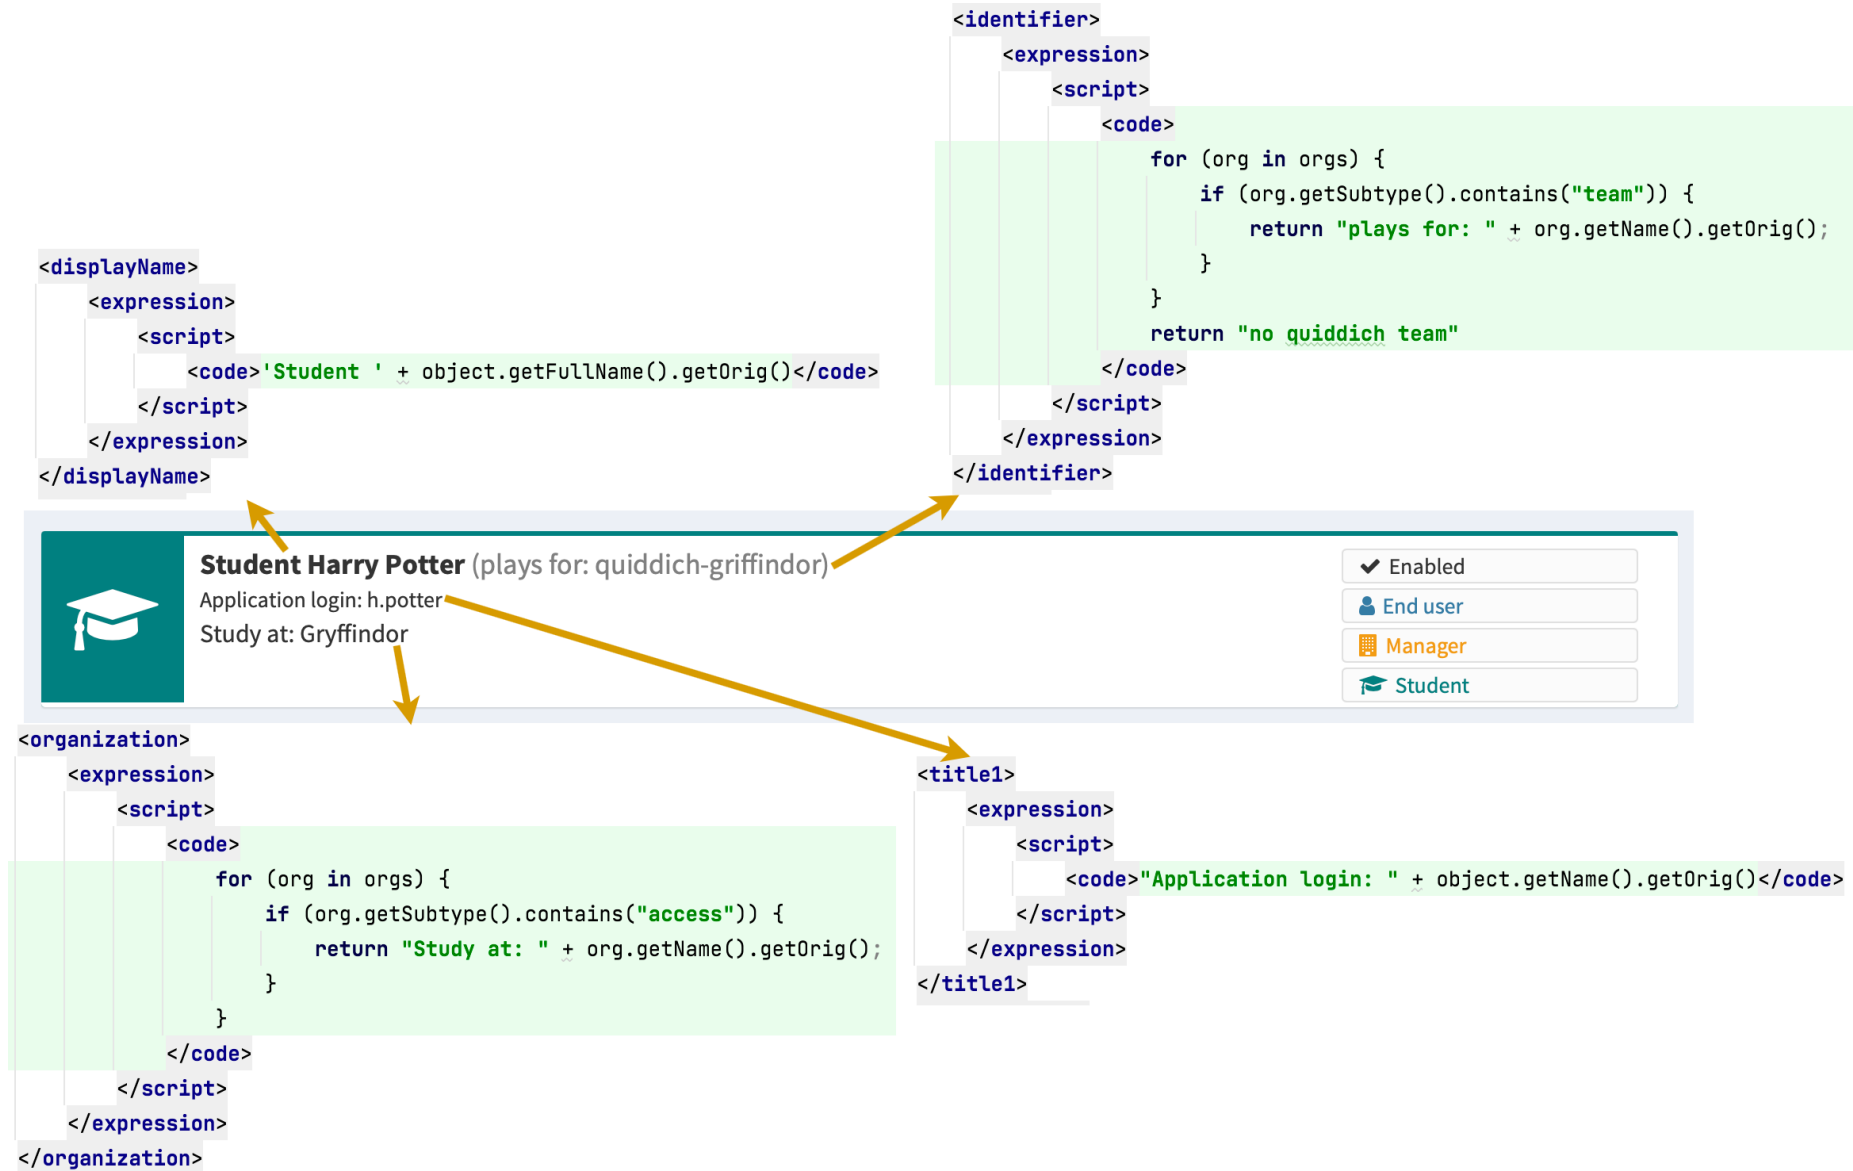 <identifier>
<expression>
<script>
<code>
for (org in orgs) {
if (org.getSubtype().contains("team")) {
return "plays for: " + org.getName().getOrig();
}
}
return "no quiddich team"
</code>
</script>
</expression>
</identifier>
<displayName>
<expression>
<script>
<code>'Student ' + object.getFullName().getOrig()</code>
</script>
</expression>
</displayName>
Student Harry Potter (plays for: quiddich-griffindor)
Application login: h.potter
Study at: Gryffindor
Enabled
End user
Manager
Student
<organization>
<expression>
<script>
<code>
for (org in orgs) {
if (org.getSubtype().contains("access")) {
return "Study at: " + org.getName().getOrig();
}
}
</code>
</script>
</expression>
</organization>
<title1>
<expression>
<script>
<code>"Application login: " + object.getName().getOrig()</code>
</script>
</expression>
</title1>